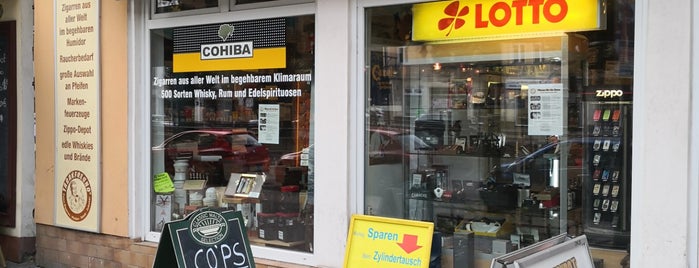 Zigarren aus
aller Welt
im begehbaren
Humidor
Raucherbedarf
große Auswahl
an Pfeifen
Marken-
feuerzeuge
Zippo-Depot
edle Whiskies
und Brände
COHIBA
Zigarren aus aller Welt im begehbarem Klimaraum
500 Sorten Whisky, Rum und Edelspirituosen
LOTTO
zippo
COPS
Sparen
Zylindertausch